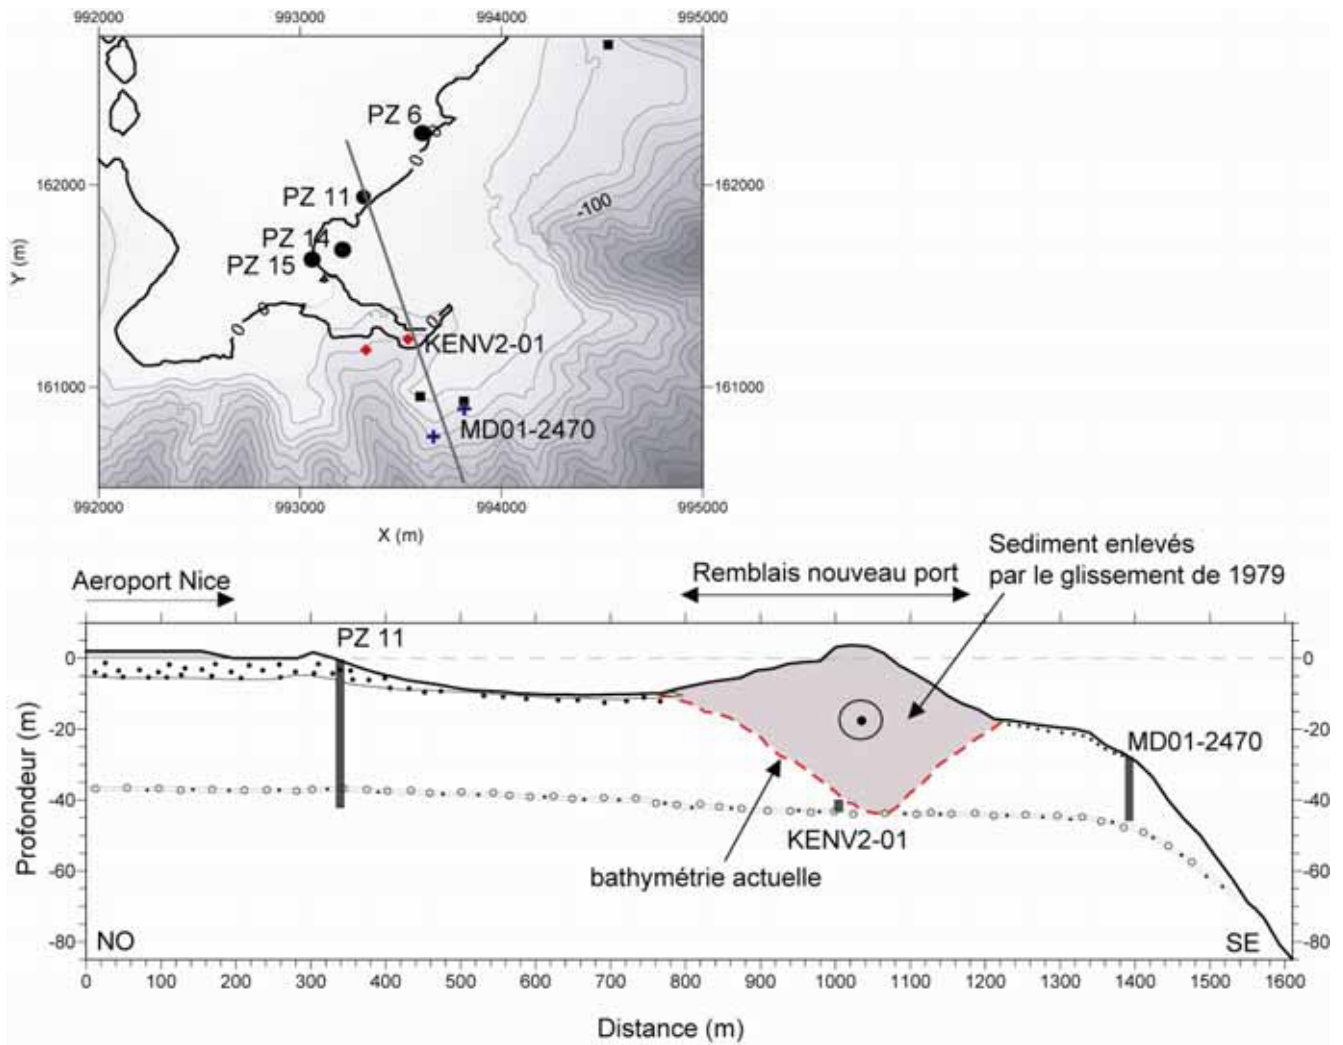 992000 993000 994000 995000
PZ 6
0
0
162000
162000
PZ 11
-100
PZ 14
PZ 15
Y (m)
0
0
0
KENV2-01
161000
161000
MD01-2470
992000 993000 994000 995000
X (m)
Sediment enlevés
par le glissement de 1979
Aeroport Nice
Remblais nouveau port
PZ 11
0
0
-20
-20
MD01-2470
-40
-40
KENV2-01
-60
-60
bathymétrie actuelle
-80
-80
NO
SE
Profondeur (m)
0 100 200 300 400 500 600 700 800 900 1000 1100 1200 1300 1400 1500 1600
Distance (m)